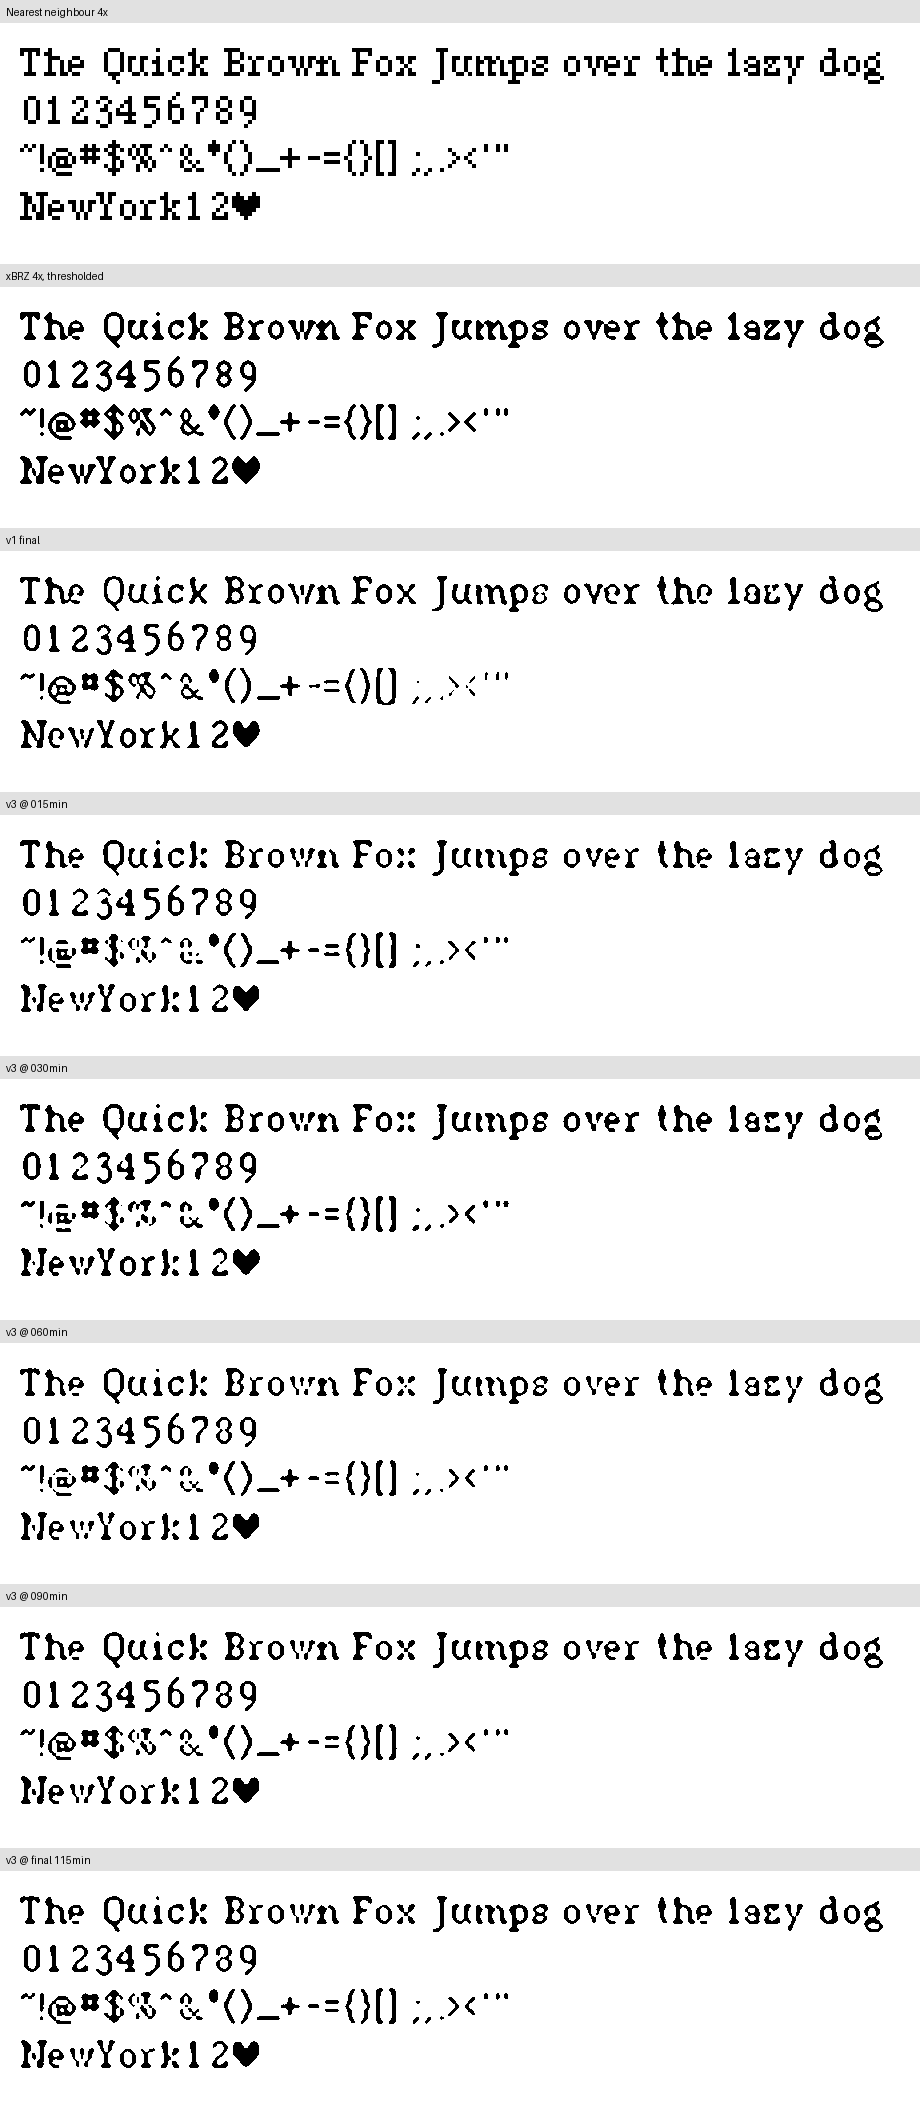 Nearest neighbour 4x
The Quick Brown Fox Jumps over the lazy dog
0123456789
~!@#$%^&*()_+-={}[] ;,.><'"
NewYork12♥
xBRZ 4x, thresholded
The Quick Brown Fox Jumps over the lazy dog
0123456789
~!@#$%^&*()_+-={}[] ;,.><'"
NewYork12♥
v1 final
The Quick Brown Fox Jumps over the lazy dog
0123456789
~!@#$%^&*()_+-={}[] ;,.><'"
NewYork12♥
v3 @ 015min
The Quick Brown Fox Jumps over the lazy dog
0123456789
~!@#$%^&*()_+-={}[] ;,.><'"
NewYork12♥
v3 @ 030min
The Quick Brown Fox Jumps over the lazy dog
0123456789
~!@#$%^&*()_+-={}[] ;,.><'"
NewYork12♥
v3 @ 060min
The Quick Brown Fox Jumps over the lazy dog
0123456789
~!@#$%^&*()_+-={}[] ;,.><'"
NewYork12♥
v3 @ 090min
The Quick Brown Fox Jumps over the lazy dog
0123456789
~!@#$%^&*()_+-={}[] ;,.><'"
NewYork12♥
v3 @ final 115min
The Quick Brown Fox Jumps over the lazy dog
0123456789
~!@#$%^&*()_+-={}[] ;,.><'"
NewYork12♥